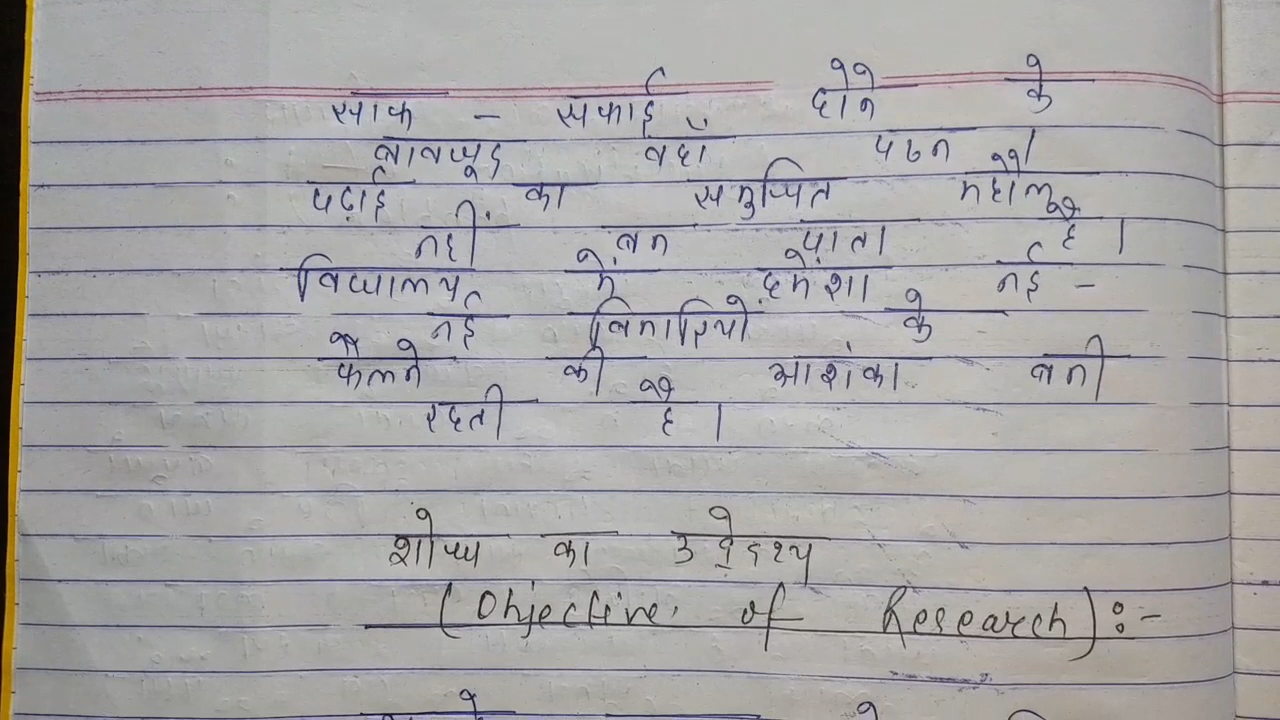 साफ - सफाई होने के
बावजूद वहाँ पठन
पढ़ाई का समुचित महौल
नहीं बन पाता है।
विद्यालय में हमेशा नई -
नई बिमारियों के
फैलने की आशंका बनी
रहती है।
शोध का उद्देश्य
(Objective of Research) :-